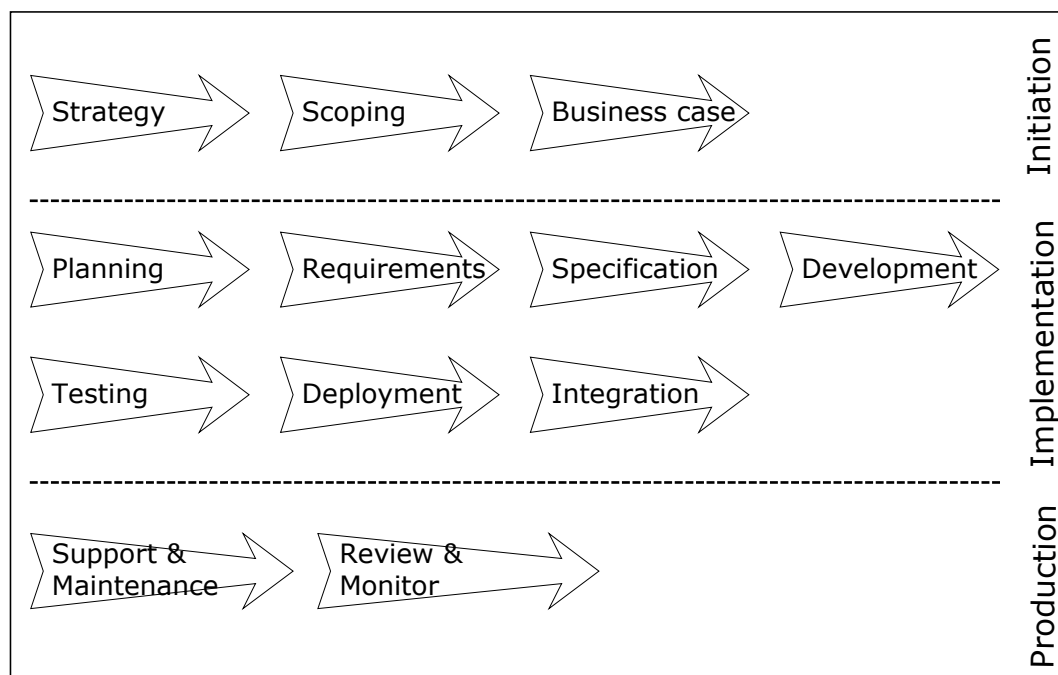 Strategy
Scoping
Business case
Initiation
Planning
Requirements
Specification
Development
Testing
Deployment
Integration
Implementation
Support &
Maintenance
Review &
Monitor
Production